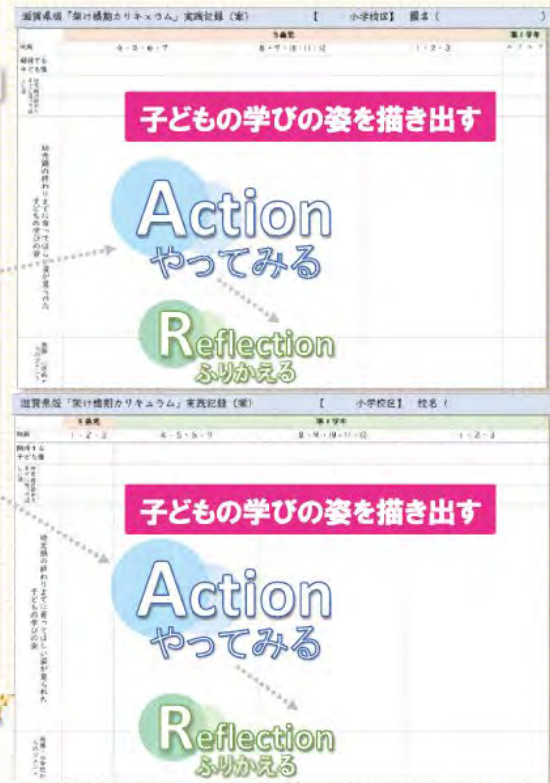 滋賀県版「架け橋期カリキュラム」実践記録（案）　【　　小学校区】　園名（　　）
5歳児　第1学年
時期　4・5・6・7　8・9・10・11・12　1・2・3　4・5・6・7
期待する
子ども像
子どもの学びの姿を描き出す
幼児期の終わりまでに育ってほしい姿が見られた
子どもの学びの姿
Action
やってみる
Reflection
ふりかえる
滋賀県版「架け橋期カリキュラム」実践記録（案）　【　　小学校区】　校名（
5歳児　第1学年
時期　1・2・3　4・5・6・7　8・9・10・11・12　1・2・3
期待する
子ども像
子どもの学びの姿を描き出す
幼児期の終わりまでに育ってほしい姿が見られた
子どもの学びの姿
Action
やってみる
Reflection
ふりかえる